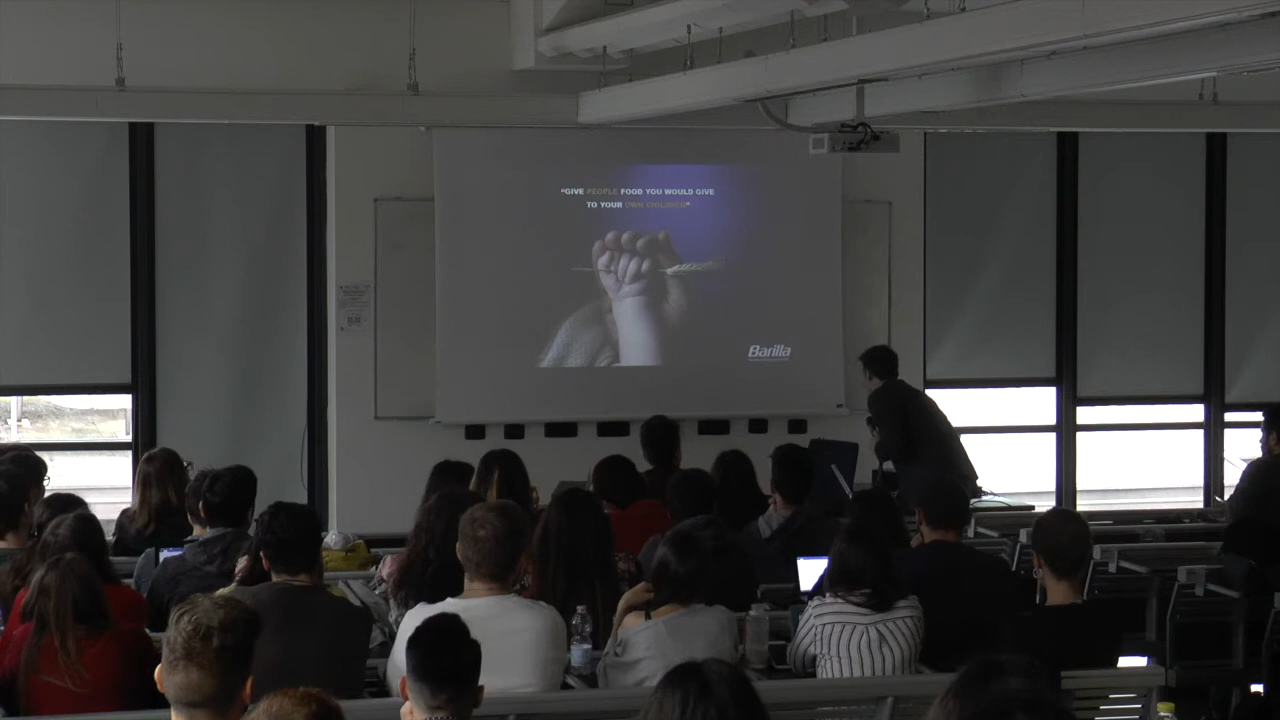 “GIVE PEOPLE FOOD YOU WOULD GIVE
TO YOUR OWN CHILDREN”
Barilla